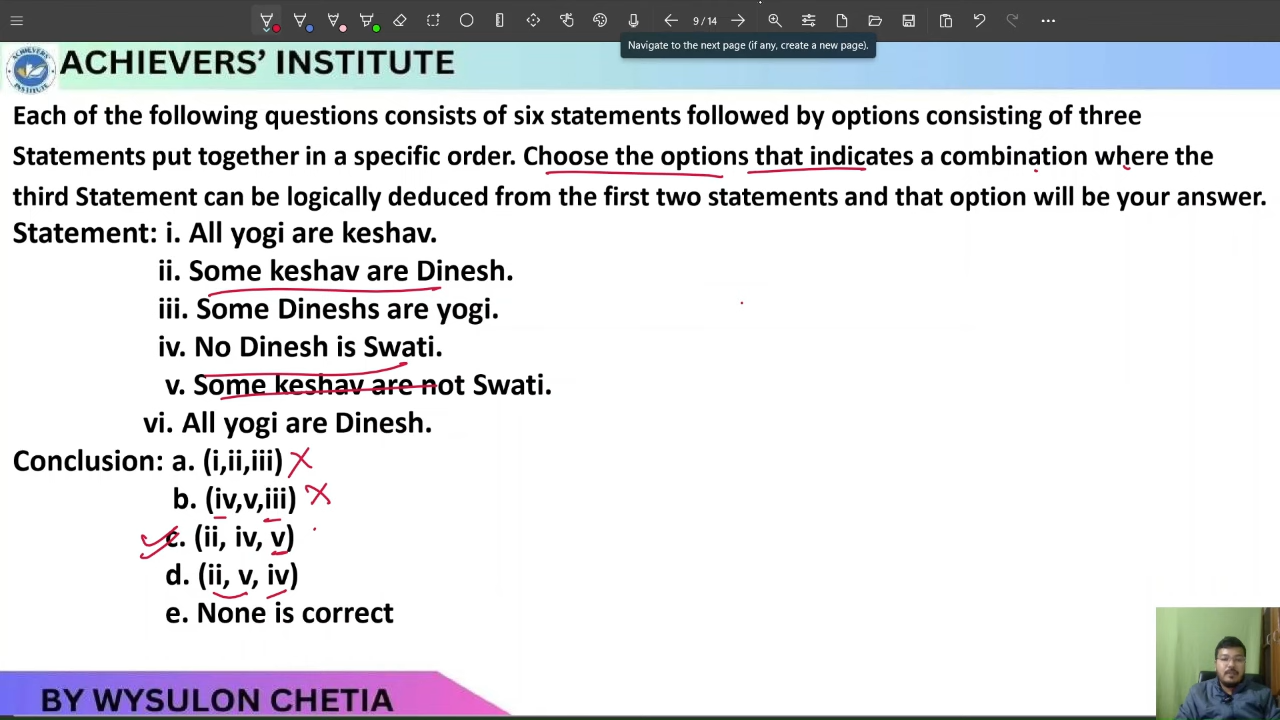 9 / 14
Navigate to the next page (if any, create a new page).
ACHIEVERS' INSTITUTE
Each of the following questions consists of six statements followed by options consisting of three
Statements put together in a specific order. Choose the options that indicates a combination where the
third Statement can be logically deduced from the first two statements and that option will be your answer.
Statement: i. All yogi are keshav.
ii. Some keshav are Dinesh.
iii. Some Dineshs are yogi.
iv. No Dinesh is Swati.
v. Some keshav are not Swati.
vi. All yogi are Dinesh.
Conclusion: a. (i,ii,iii)
b. (iv,v,iii)
c. (ii, iv, v)
d. (ii, v, iv)
e. None is correct
BY WYSULON CHETIA